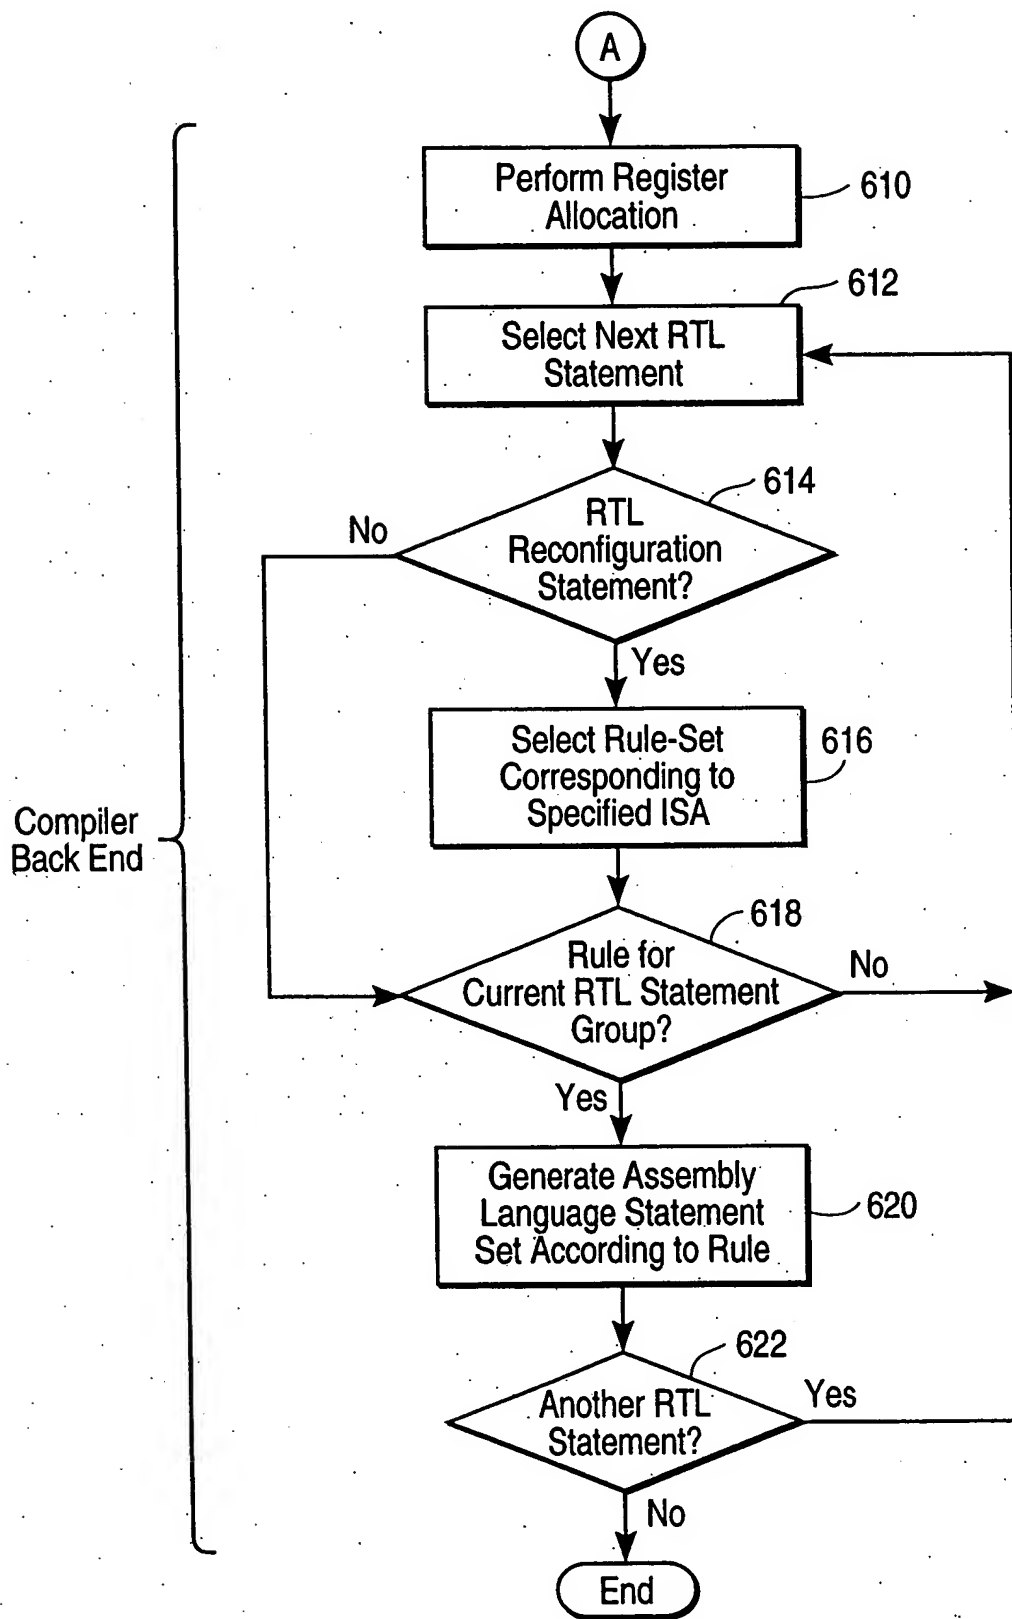 A
Perform Register
Allocation
610
612
Select Next RTL
Statement
614
No
RTL
Reconfiguration
Statement?
Yes
Select Rule-Set
Corresponding to
Specified ISA
616
Compiler
Back End
618
Rule for
Current RTL Statement
Group?
No
Yes
Generate Assembly
Language Statement
Set According to Rule
620
622
Another RTL
Statement?
Yes
No
End